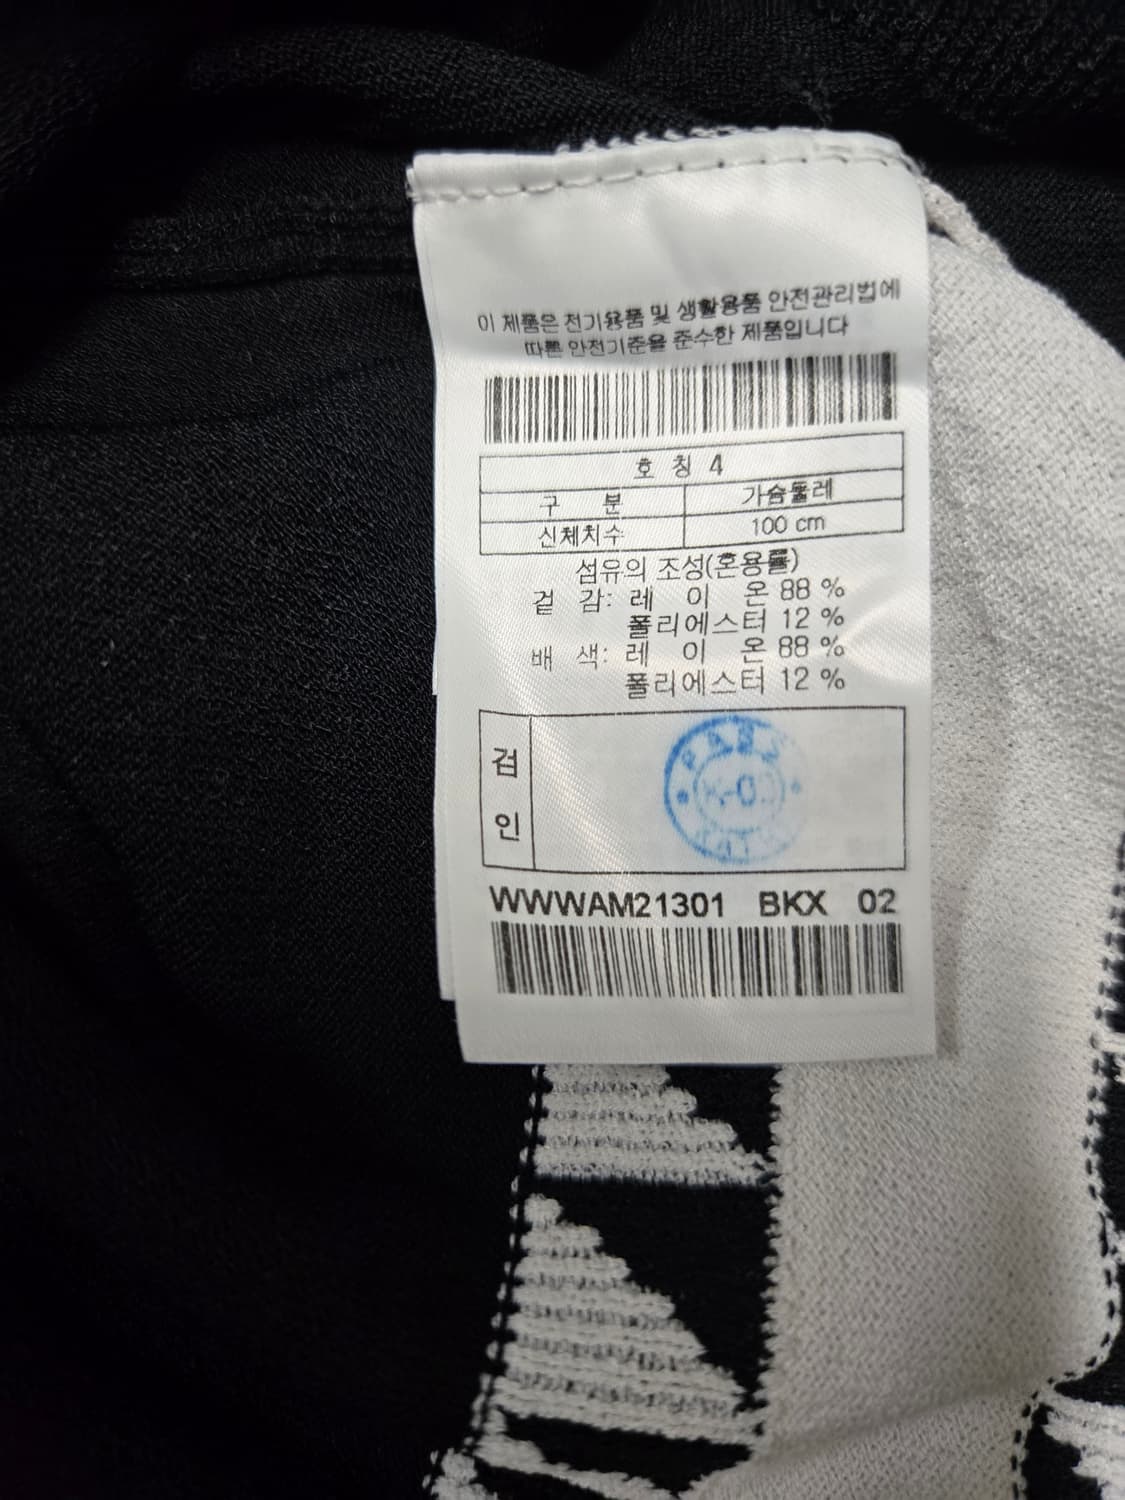 이 제품은 전기용품 및 생활용품 안전관리법에
따른 안전기준을 준수한 제품입니다
호 칭 4
구 분 가슴둘레
신체치수 100 cm
섬유의 조성(혼용률)
겉 감: 레 이 온 88 %
폴리에스터 12 %
배 색: 레 이 온 88 %
폴리에스터 12 %
검
인
WWWAM21301 BKX 02